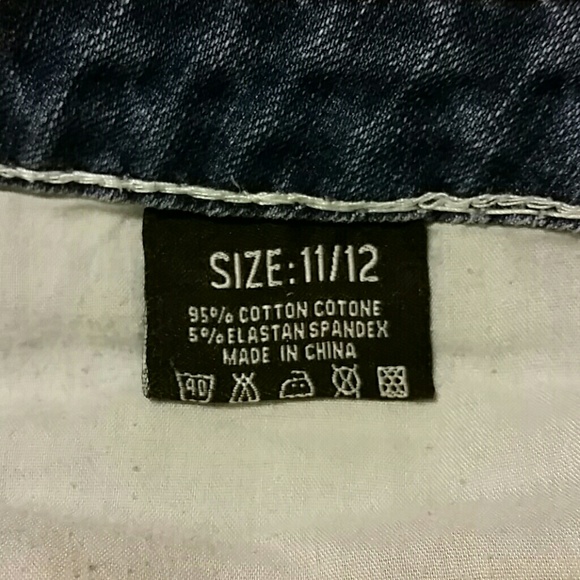 SIZE: 11/12
95% COTTON COTONE
5% ELASTAN SPANDEX
MADE IN CHINA
40